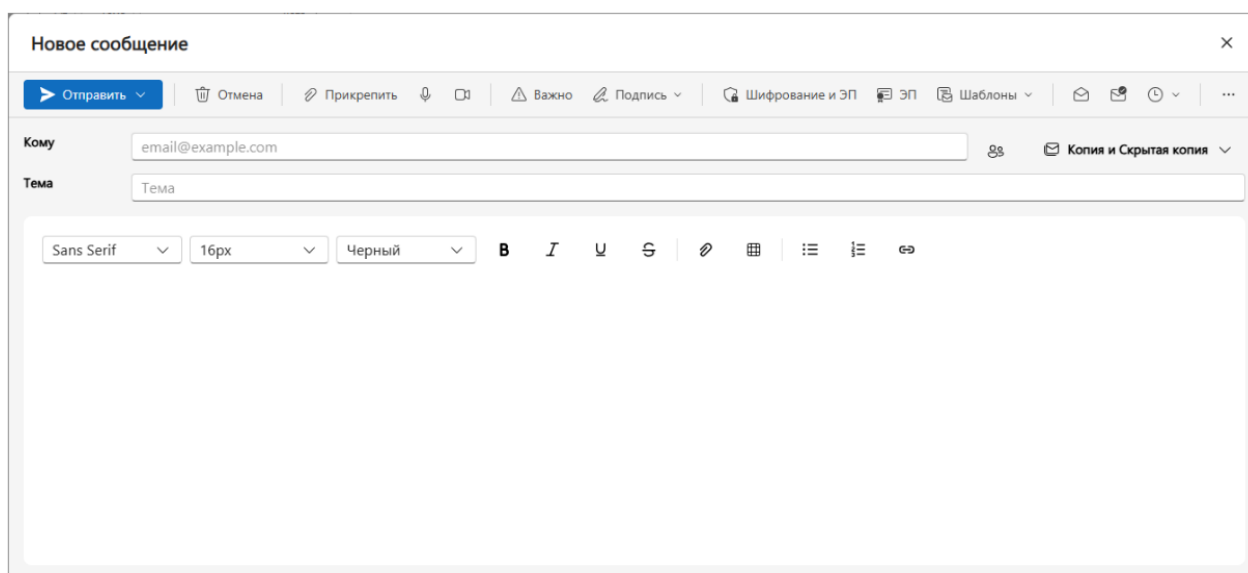 Новое сообщение
Отправить Отмена Прикрепить Важно Подпись Шифрование и ЭП ЭП Шаблоны
Кому email@example.com Копия и Скрытая копия
Тема Тема
Sans Serif 16px Черный B I U S